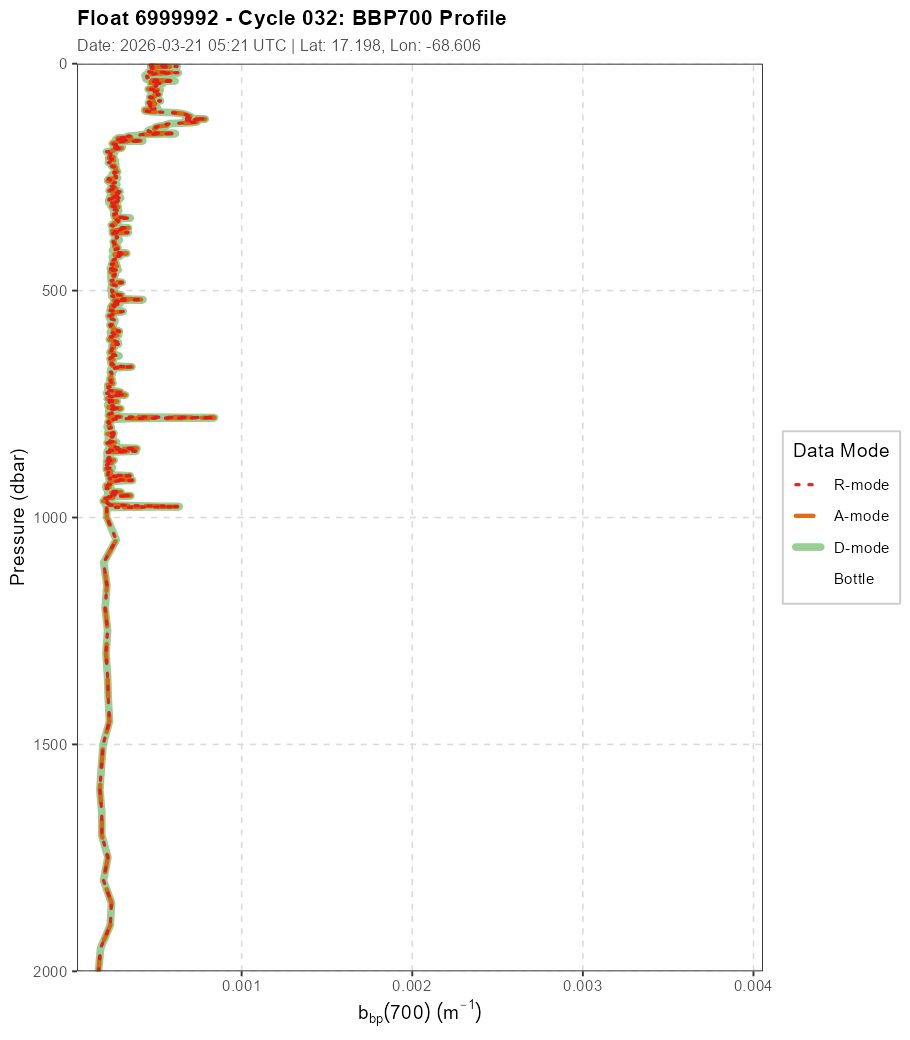 Float 6999992 - Cycle 032: BBP700 Profile
Date: 2026-03-21 05:21 UTC | Lat: 17.198, Lon: -68.606
0
500
1000
1500
2000
Pressure (dbar)
0.001
0.002
0.003
0.004
b_bp(700) (m⁻¹)
Data Mode
R-mode
A-mode
D-mode
Bottle